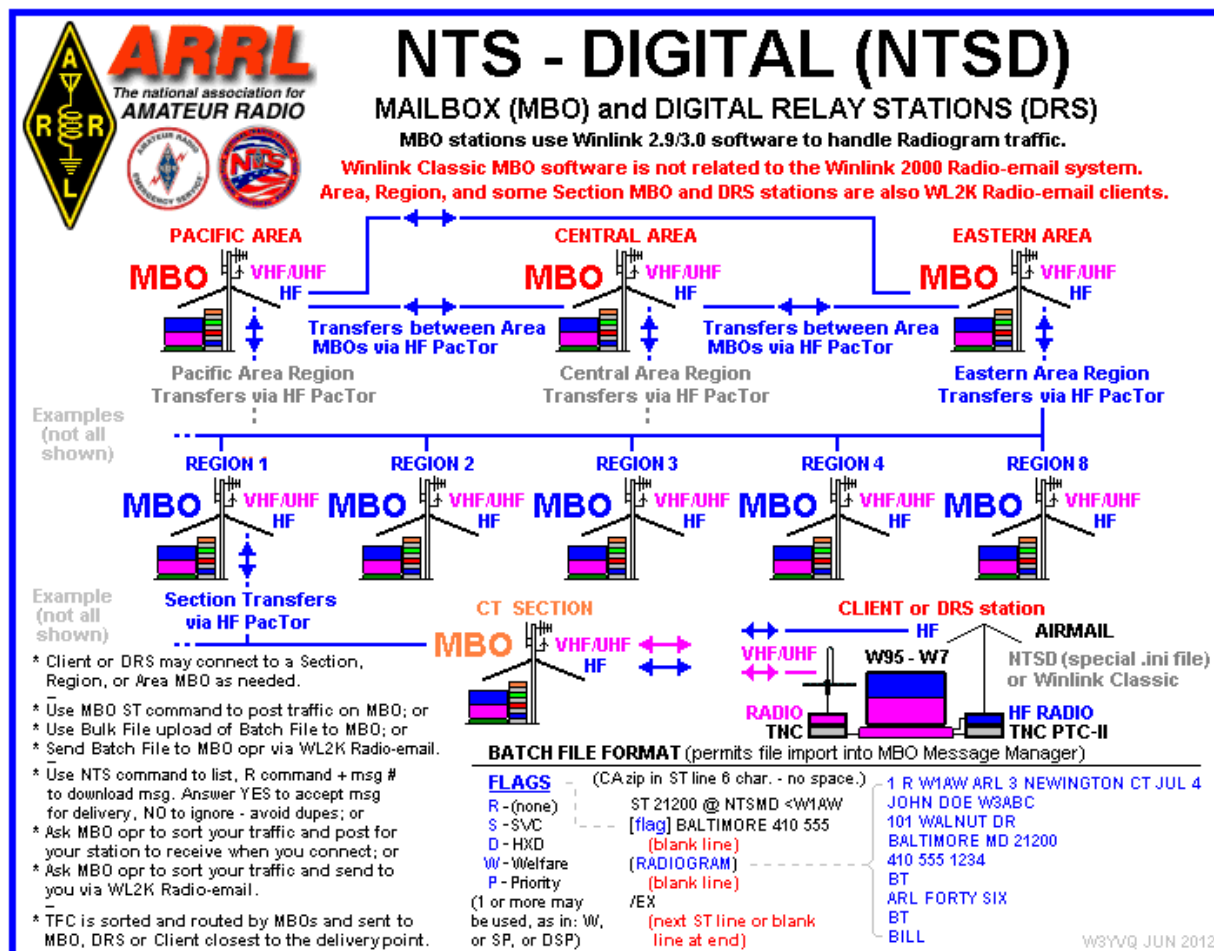 ARRL
The national association for
AMATEUR RADIO
A
R R
L
AMATEUR RADIO
EMERGENCY SERVICE
NTS
NTS - DIGITAL (NTSD)
MAILBOX (MBO) and DIGITAL RELAY STATIONS (DRS)
MBO stations use Winlink 2.9/3.0 software to handle Radiogram traffic.
Winlink Classic MBO software is not related to the Winlink 2000 Radio-email system.
Area, Region, and some Section MBO and DRS stations are also WL2K Radio-email clients.
PACIFIC AREA
MBO
VHF/UHF
HF
CENTRAL AREA
MBO
VHF/UHF
HF
EASTERN AREA
MBO
VHF/UHF
HF
Transfers between Area
MBOs via HF PacTor
Transfers between Area
MBOs via HF PacTor
Pacific Area Region
Transfers via HF PacTor
Central Area Region
Transfers via HF PacTor
Eastern Area Region
Transfers via HF PacTor
Examples
(not all
shown)
REGION 1
MBO
VHF/UHF
HF
REGION 2
MBO
VHF/UHF
HF
REGION 3
MBO
VHF/UHF
HF
REGION 4
MBO
VHF/UHF
HF
REGION 8
MBO
VHF/UHF
HF
Example
(not all
shown)
Section Transfers
via HF PacTor
CT SECTION
MBO
VHF/UHF
HF
CLIENT or DRS station
HF
VHF/UHF
W95 - W7
AIRMAIL
NTSD (special .ini file)
or Winlink Classic
RADIO
TNC
HF RADIO
TNC PTC-II
* Client or DRS may connect to a Section,
Region, or Area MBO as needed.
–
* Use MBO ST command to post traffic on MBO; or
* Use Bulk File upload of Batch File to MBO; or
* Send Batch File to MBO opr via WL2K Radio-email.
–
* Use NTS command to list, R command + msg #
to download msg. Answer YES to accept msg
for delivery, NO to ignore - avoid dupes; or
* Ask MBO opr to sort your traffic and post for
your station to receive when you connect; or
* Ask MBO opr to sort your traffic and send to
you via WL2K Radio-email.
–
* TFC is sorted and routed by MBOs and sent to
MBO, DRS or Client closest to the delivery point.
BATCH FILE FORMAT (permits file import into MBO Message Manager)
FLAGS
R - (none)
S - SVC
D - HXD
W - Welfare
P - Priority
(1 or more may
be used, as in: W,
or SP, or DSP)
(CAzip in ST line 6 char. - no space.)
ST 21200 @ NTSMD <W1AW
[flag] BALTIMORE 410 555
(blank line)
(RADIOGRAM)
(blank line)
/EX
(next ST line or blank
line at end)
1 R W1AW ARL 3 NEWINGTON CT JUL 4
JOHN DOE W3ABC
101 WALNUT DR
BALTIMORE MD 21200
410 555 1234
BT
ARL FORTY SIX
BT
BILL
W3YVQ JUN 2012